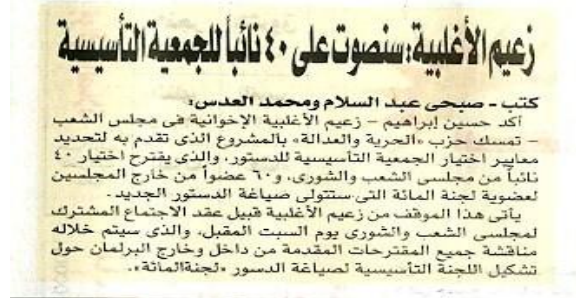 زعيم الأغلبية: سنصوت على ٤٠ نائباً للجمعية التأسيسية
كتب - صبحى عبد السلام ومحمد العدس:
أكد حسين إبراهيم - زعيم الأغلبية الإخوانية فى مجلس الشعب
- تمسك حزب «الحرية والعدالة» بالمشروع الذى تقدم به لتحديد
معايير اختيار الجمعية التأسيسية للدستور، والذى يقترح اختيار ٤٠
نائباً من مجلسى الشعب والشورى، و٦٠ عضواً من خارج المجلسين
لعضوية لجنة المائة التى ستتولى صياغة الدستور الجديد.
يأتى هذا الموقف من زعيم الأغلبية قبيل عقد الاجتماع المشترك
لمجلسى الشعب والشورى يوم السبت المقبل، والذى سيتم خلاله
مناقشة جميع المقترحات المقدمة من داخل وخارج البرلمان حول
تشكيل اللجنة التأسيسية لصياغة الدسور «لجنةالمائة».